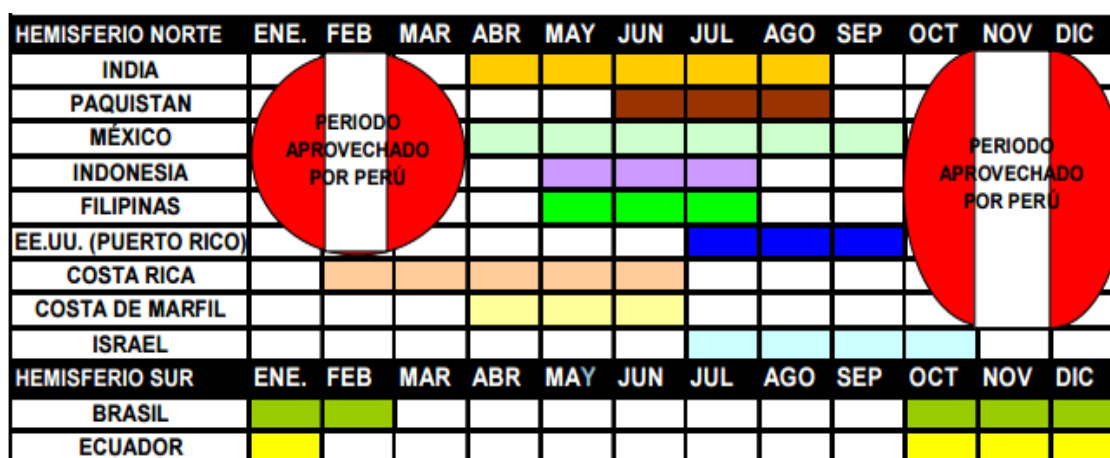 HEMISFERIO NORTE ENE. FEB MAR ABR MAY JUN JUL AGO SEP OCT NOV DIC
INDIA
PAQUISTAN
MÉXICO
INDONESIA
FILIPINAS
EE.UU. (PUERTO RICO)
COSTA RICA
COSTA DE MARFIL
ISRAEL
PERIODO
APROVECHADO
POR PERÚ
PERIODO
APROVECHADO
POR PERÚ
HEMISFERIO SUR ENE. FEB MAR ABR MAY JUN JUL AGO SEP OCT NOV DIC
BRASIL
ECUADOR